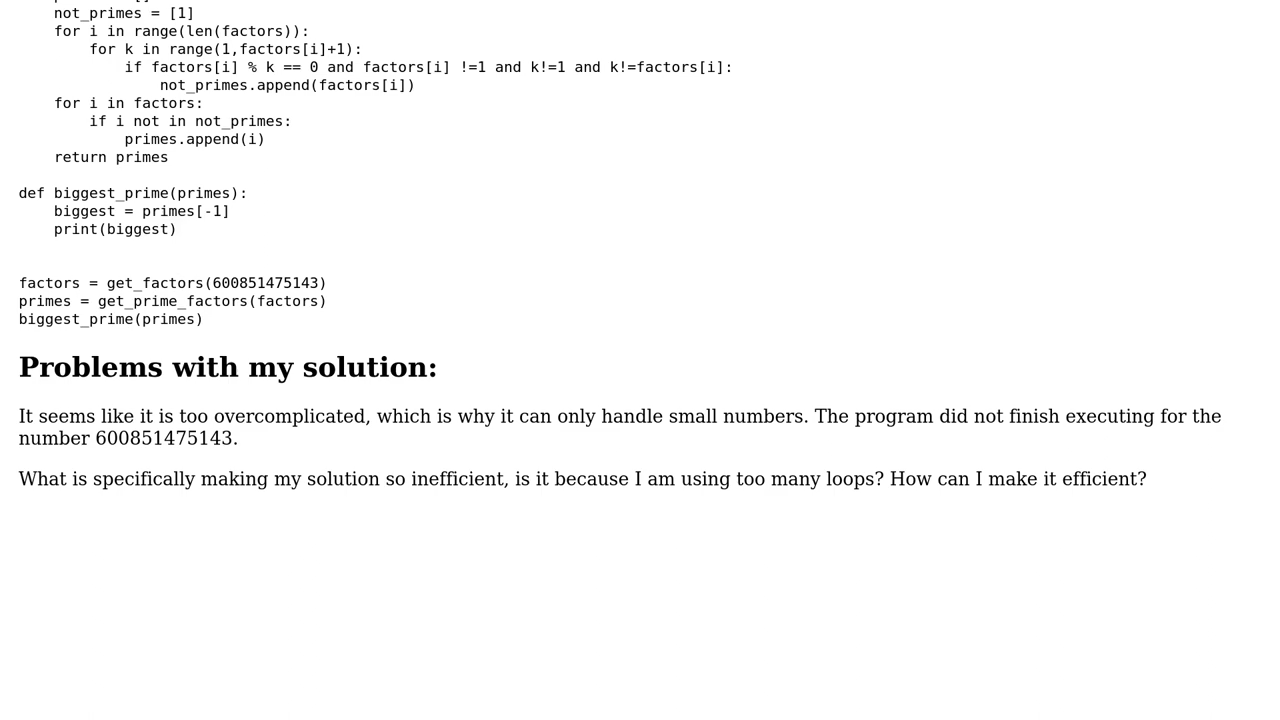 not_primes = [1]
    for i in range(len(factors)):
        for k in range(1,factors[i]+1):
            if factors[i] % k == 0 and factors[i] !=1 and k!=1 and k!=factors[i]:
                not_primes.append(factors[i])
    for i in factors:
        if i not in not_primes:
            primes.append(i)
    return primes

def biggest_prime(primes):
    biggest = primes[-1]
    print(biggest)

factors = get_factors(600851475143)
primes = get_prime_factors(factors)
biggest_prime(primes)
Problems with my solution:
It seems like it is too overcomplicated, which is why it can only handle small numbers. The program did not finish executing for the
number 600851475143.
What is specifically making my solution so inefficient, is it because I am using too many loops? How can I make it efficient?